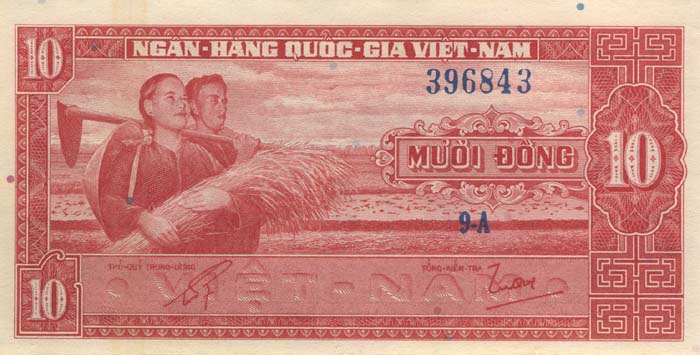 NGÂN-HÀNG QUỐC-GIA VIỆT-NAM
10
396843
MƯỜI ĐỒNG
10
9-A
THỦ-QUỸ TRUNG-ƯƠNG
TỔNG-KIỂM-TRA
VIỆT-NAM
10